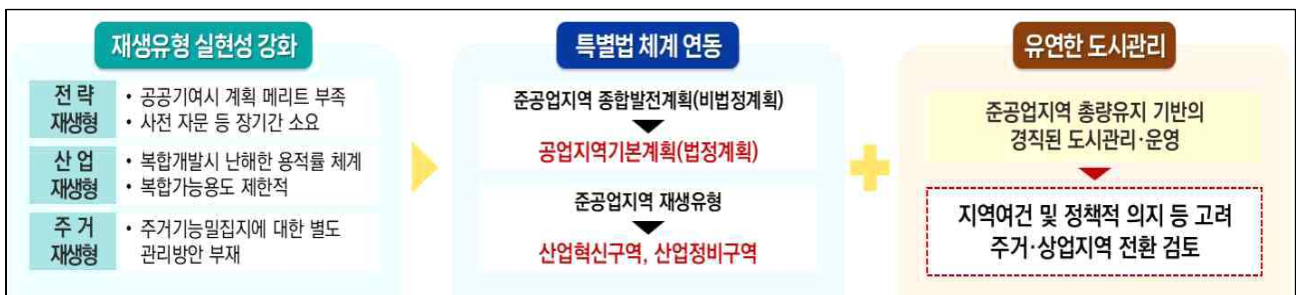 재생유형 실현성 강화
전 략
재생형
• 공공기여시 계획 메리트 부족
• 사전 자문 등 장기간 소요
산 업
재생형
• 복합개발시 난해한 용적률 체계
• 복합가능용도 제한적
주 거
재생형
• 주거기능밀집지에 대한 별도
관리방안 부재
특별법 체계 연동
준공업지역 종합발전계획(비법정계획)
공업지역기본계획(법정계획)
준공업지역 재생유형
산업혁신구역, 산업정비구역
유연한 도시관리
준공업지역 총량유지 기반의
경직된 도시관리·운영
지역여건 및 정책적 의지 등 고려
주거·상업지역 전환 검토